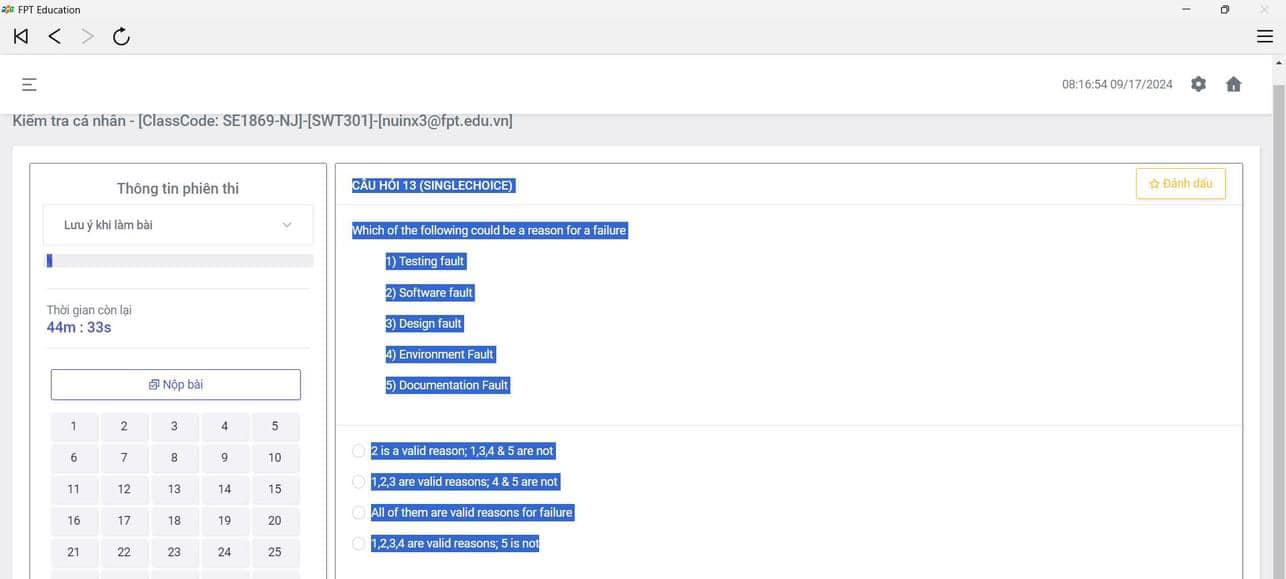 FPT Education
08:16:54 09/17/2024
Kiểm tra cá nhân - [ClassCode: SE1869-NJ]-[SWT301]-[nuinx3@fpt.edu.vn]
Thông tin phiên thi
Lưu ý khi làm bài
Thời gian còn lại
44m : 33s
Nộp bài
1 2 3 4 5
6 7 8 9 10
11 12 13 14 15
16 17 18 19 20
21 22 23 24 25
CÂU HỎI 13 (SINGLECHOICE)
Đánh dấu
Which of the following could be a reason for a failure
1) Testing fault
2) Software fault
3) Design fault
4) Environment Fault
5) Documentation Fault
2 is a valid reason; 1,3,4 & 5 are not
1,2,3 are valid reasons; 4 & 5 are not
All of them are valid reasons for failure
1,2,3,4 are valid reasons; 5 is not